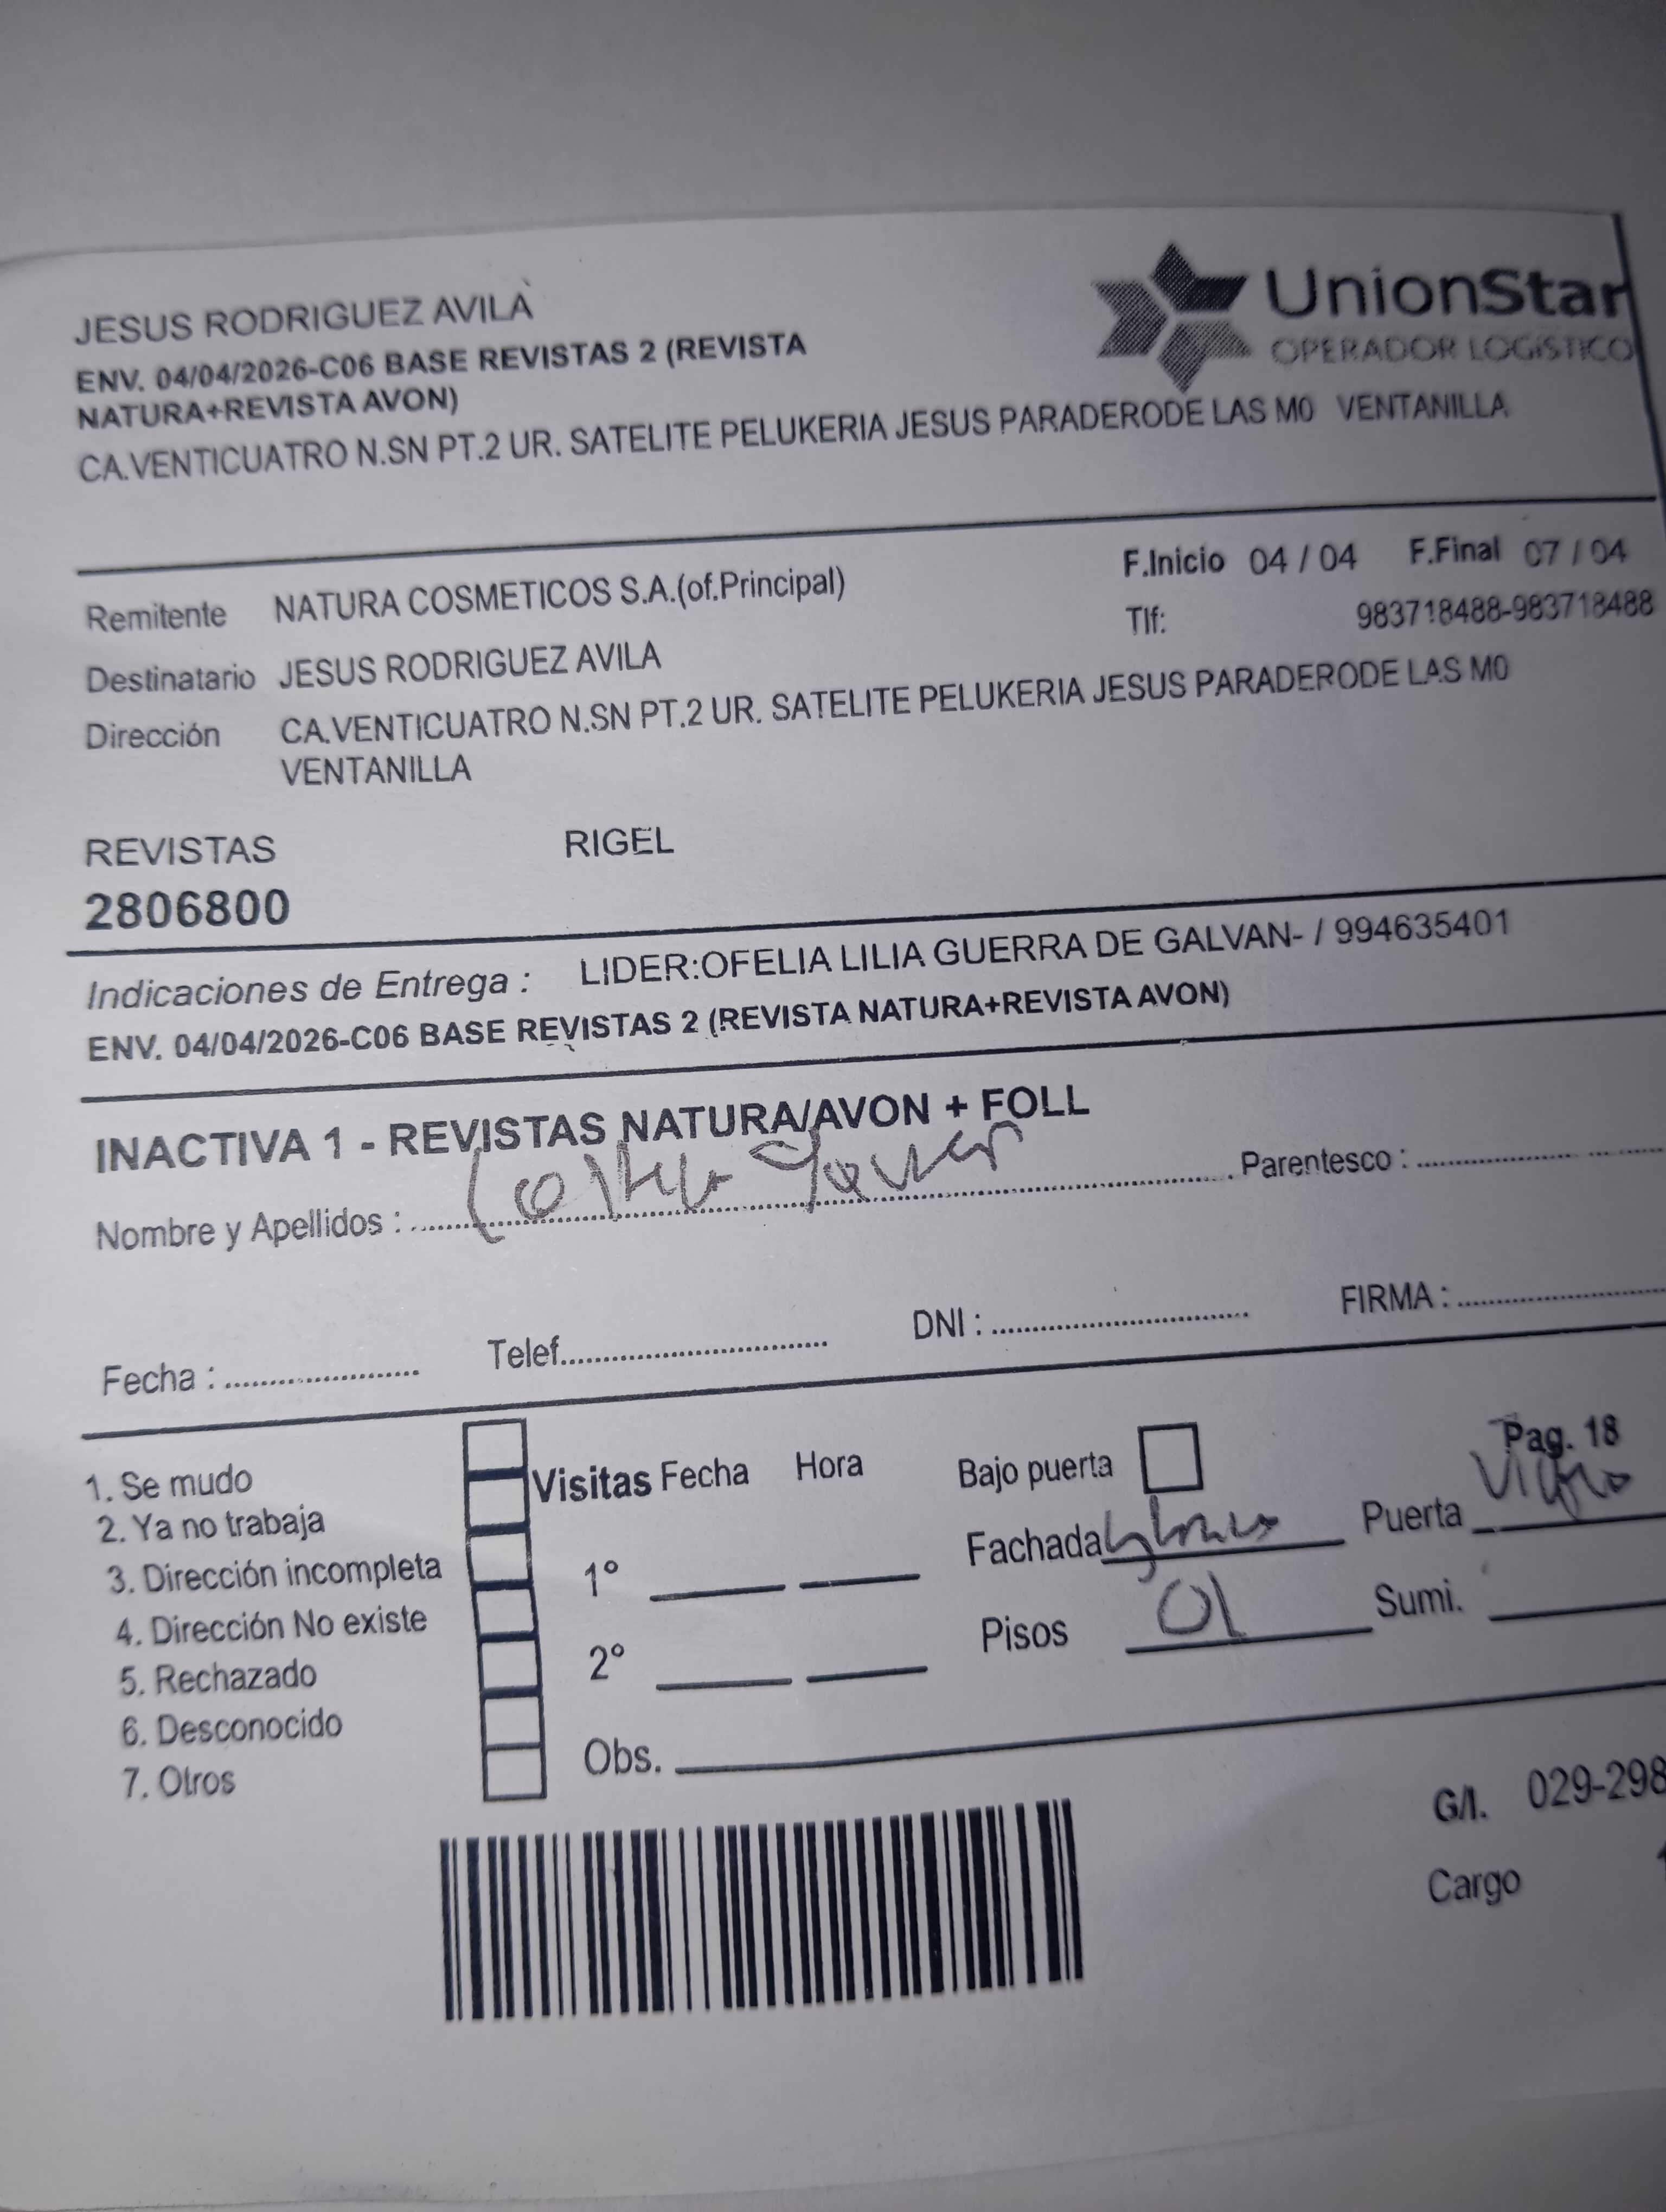 JESUS RODRIGUEZ AVILA
ENV. 04/04/2026-C06 BASE REVISTAS 2 (REVISTA
NATURA+REVISTA AVON)
CA.VENTICUATRO N.SN PT.2 UR. SATELITE PELUKERIA JESUS PARADERODE LAS M0 VENTANILLA
UnionStar
OPERADOR LOGíSTICO
Remitente NATURA COSMETICOS S.A.(of.Principal)
F.Inicio 04 / 04 F.Final 07 / 04
Tlf: 983718488-983718488
Destinatario JESUS RODRIGUEZ AVILA
Dirección CA.VENTICUATRO N.SN PT.2 UR. SATELITE PELUKERIA JESUS PARADERODE LAS M0
VENTANILLA
REVISTAS RIGEL
2806800
Indicaciones de Entrega : LIDER:OFELIA LILIA GUERRA DE GALVAN- / 994635401
ENV. 04/04/2026-C06 BASE REVISTAS 2 (REVISTA NATURA+REVISTA AVON)
INACTIVA 1 - REVISTAS NATURA/AVON + FOLL
Nombre y Apellidos : Parentesco :
Fecha : Telef. DNI : FIRMA :
1. Se mudo
2. Ya no trabaja
3. Dirección incompleta
4. Dirección No existe
5. Rechazado
6. Desconocido
7. Otros
Visitas Fecha Hora
1º
2º
Obs.
Bajo puerta
Pag. 18
Fachada Puerta
Pisos 01 Sumi.
G/I. 029-298
Cargo